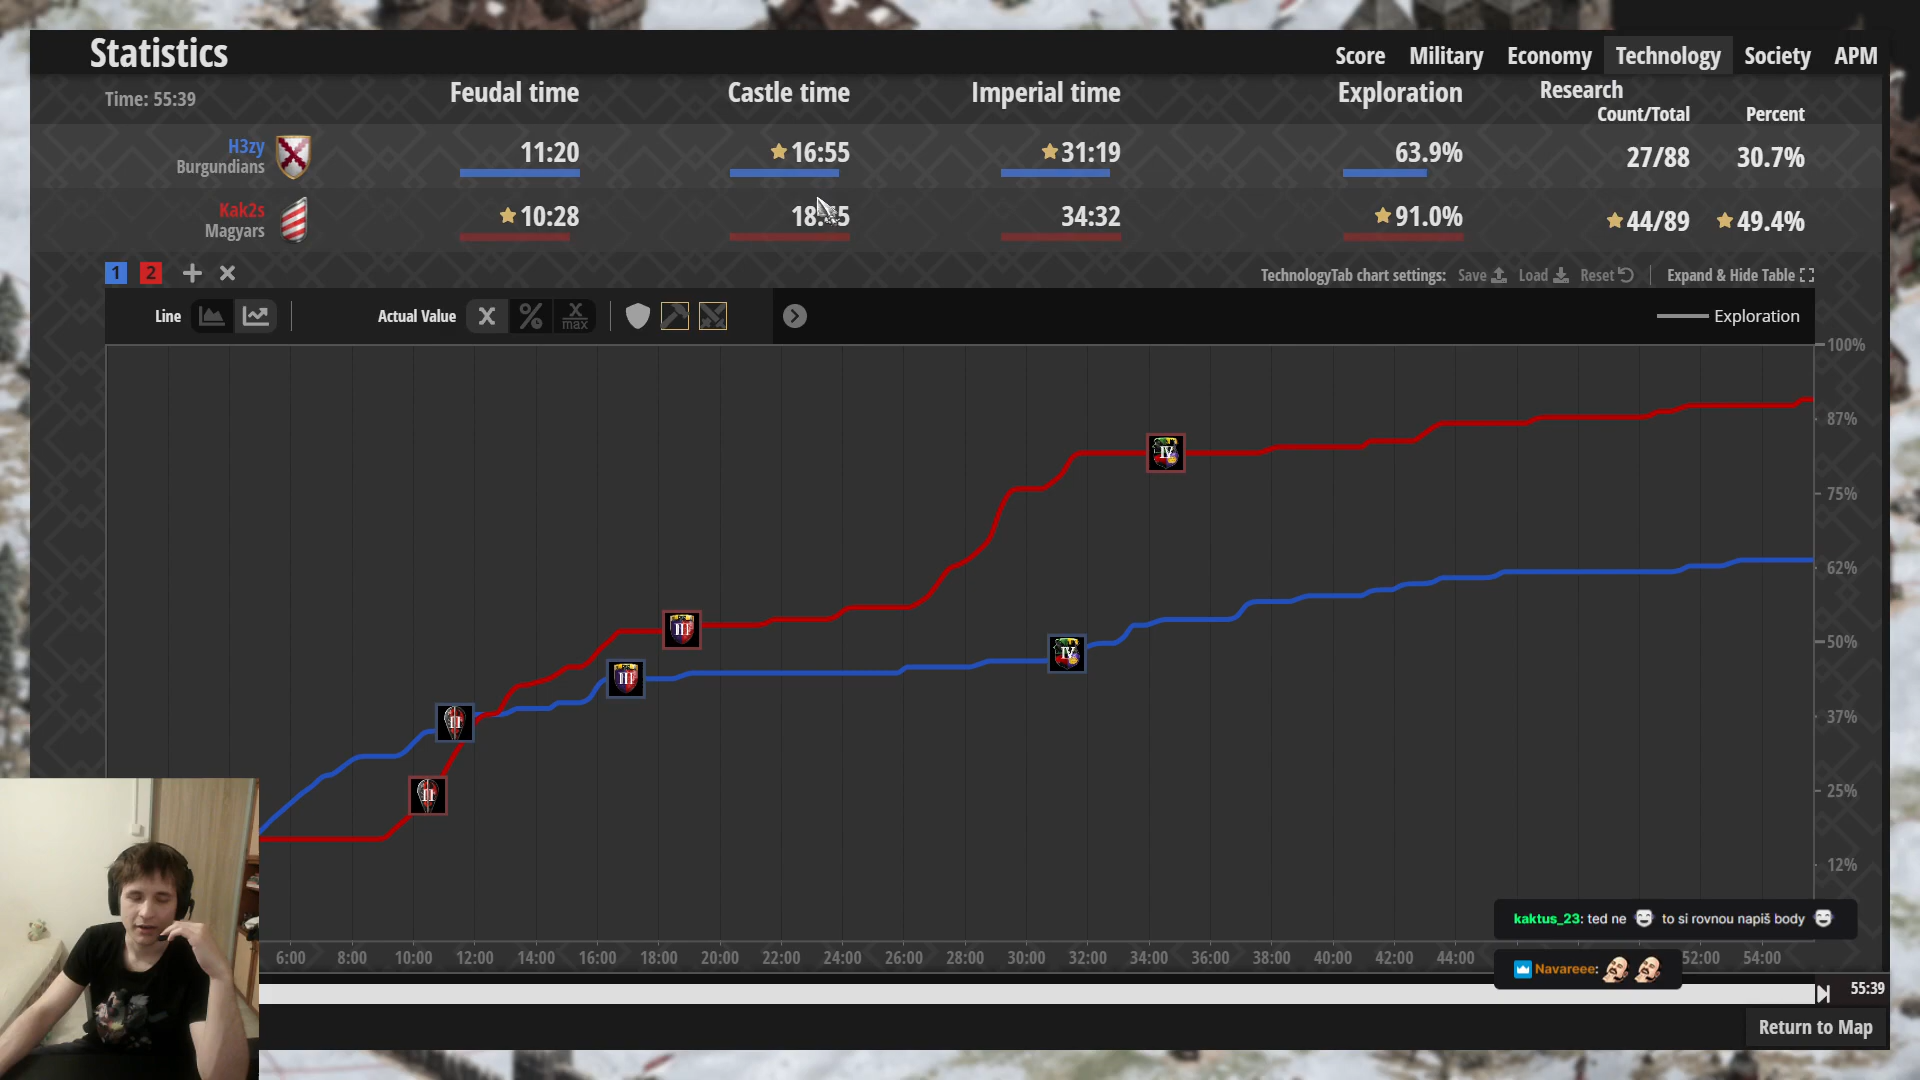 Statistics
Score Military Economy Technology Society APM
Time: 55:39
Feudal time Castle time Imperial time Exploration Research
Count/Total Percent
H3zy
Burgundians
11:20 16:55 31:19 63.9% 27/88 30.7%
Kak2s
Magyars
10:28 34:32 91.0% 44/89 49.4%
1 2
TechnologyTab chart settings: Save Load Reset Expand & Hide Table
Line Actual Value X % X max
Exploration
100%
87%
75%
62%
50%
37%
25%
12%
IV
III
III
IV
II
II
kaktus_23: ted ne to si rovnou napiš body
6:00 8:00 10:00 12:00 14:00 16:00 18:00 20:00 22:00 24:00 26:00 28:00 30:00 32:00 34:00 36:00 38:00 40:00 42:00 44:00 52:00 54:00
Navareee:
55:39
Return to Map